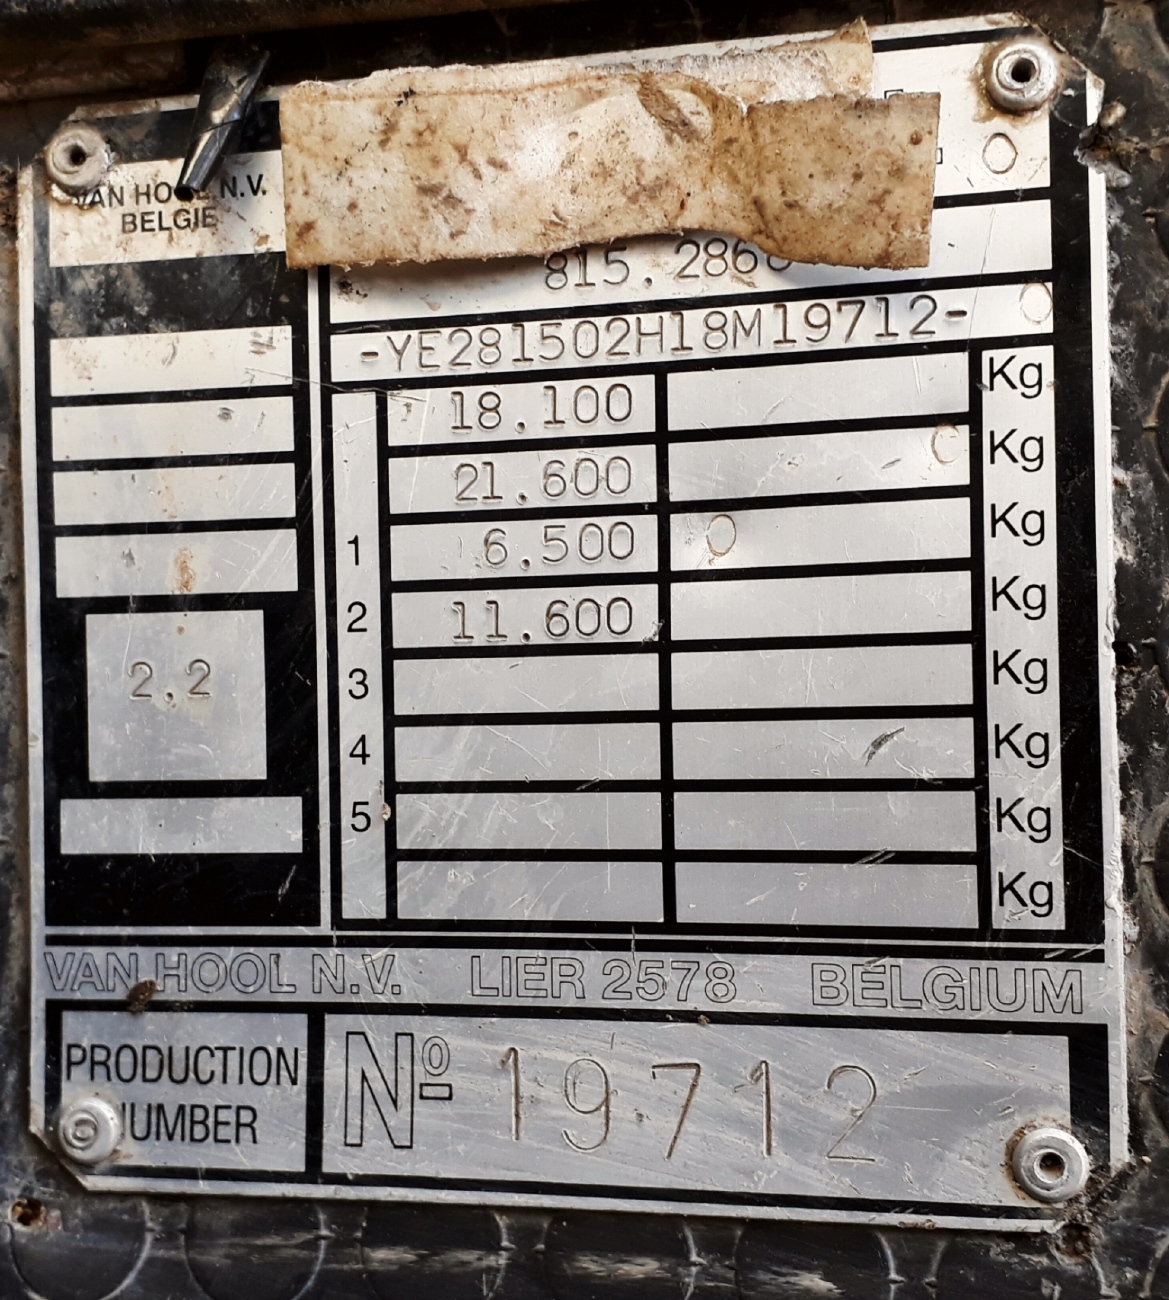 VAN HOOL N.V.
BELGIE
815.286
-YE281502H18M19712-
18.100 Kg
21.600 Kg
1 6.500 Kg
2 11.600 Kg
3 Kg
4 Kg
5 Kg
Kg
2.2
VAN HOOL N.V. LIER 2578 BELGIUM
PRODUCTION
NUMBER
Nº 19712